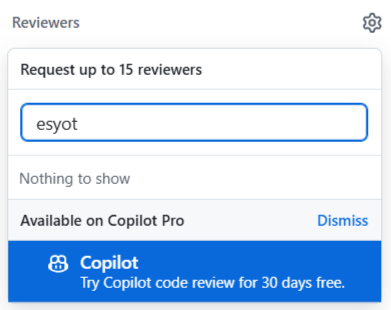 Reviewers
Request up to 15 reviewers
esyot
Nothing to show
Available on Copilot Pro Dismiss
Copilot
Try Copilot code review for 30 days free.